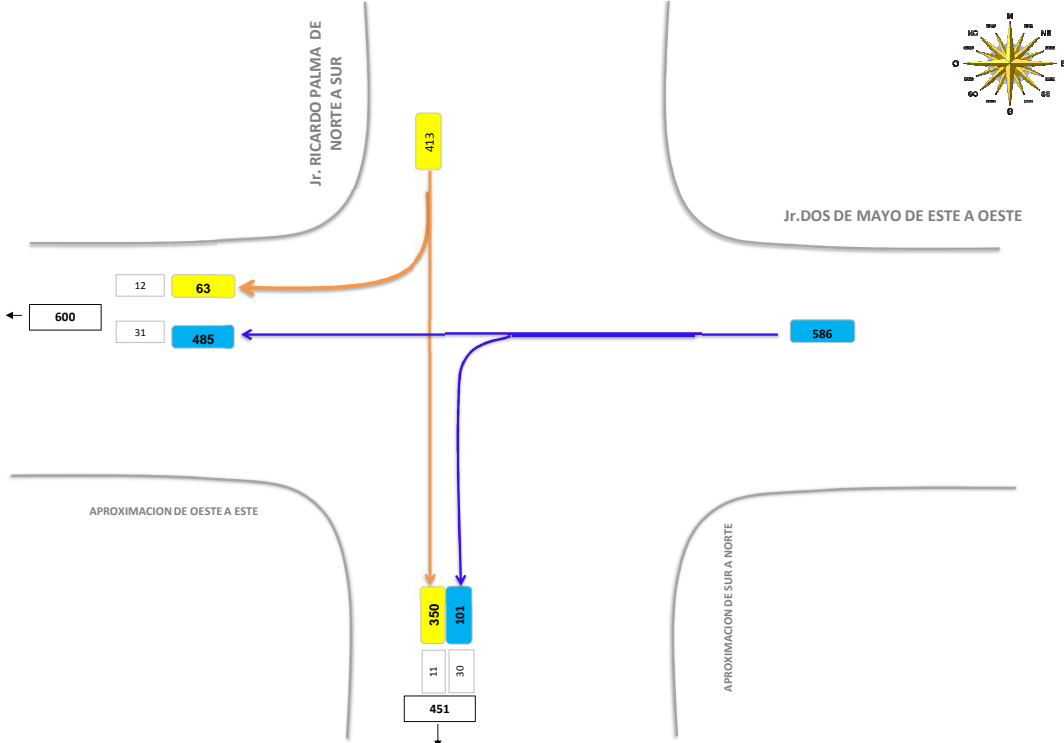 N
NO
NE
O
E
SO
SE
S
Jr. RICARDO PALMA DE
NORTE A SUR
413
Jr.DOS DE MAYO DE ESTE A OESTE
12
63
600
31
485
586
APROXIMACION DE OESTE A ESTE
APROXIMACION DE SUR A NORTE
350
101
11
30
451